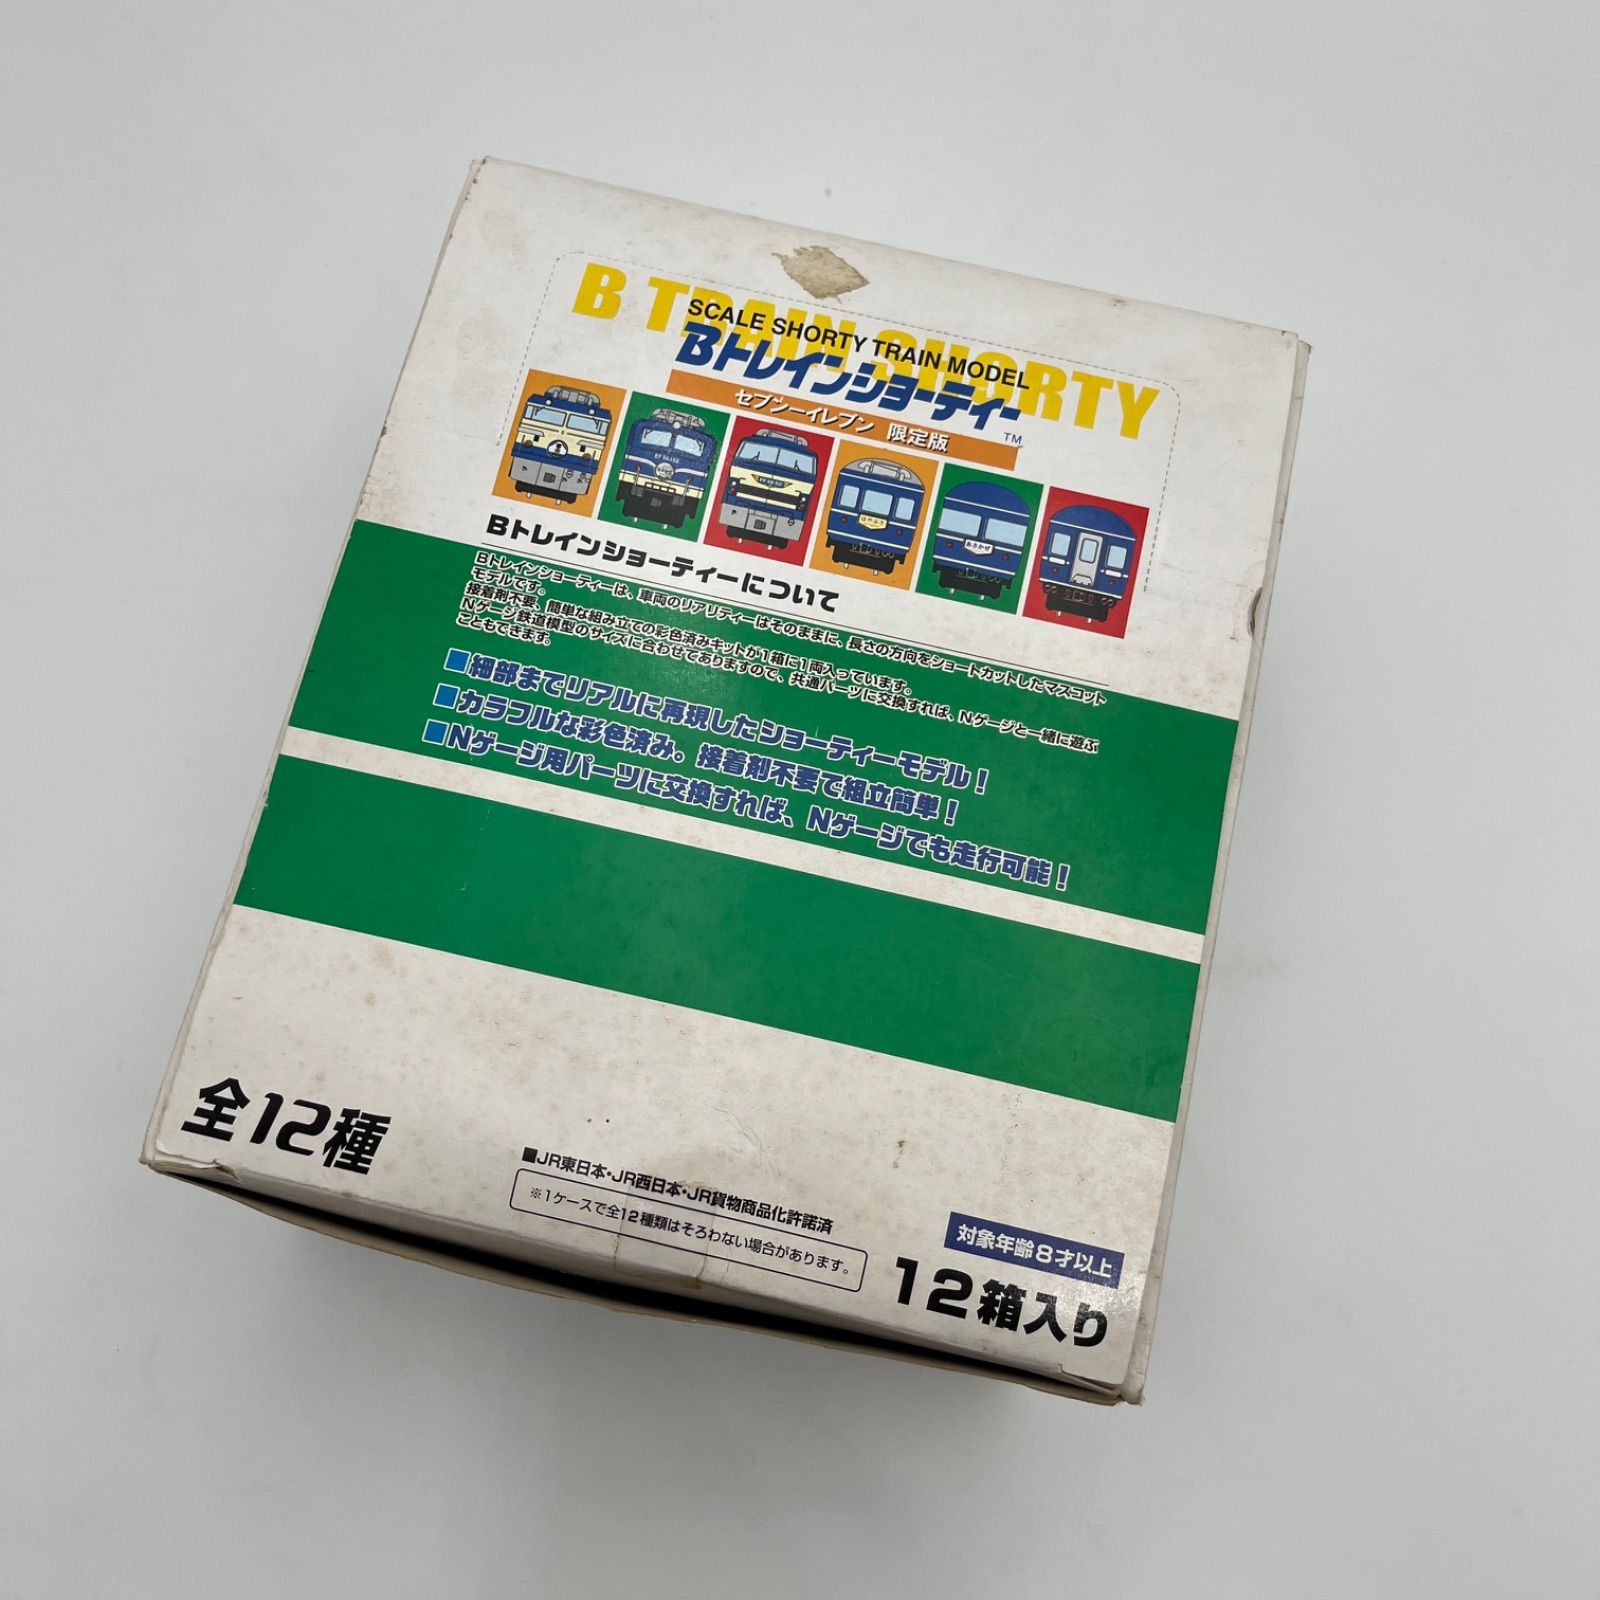 B TRAIN SHORTY
SCALE SHORTY TRAIN MODEL
Bトレインショーティー
TM
セブン-イレブン 限定版
はやぶさ
あさかぜ
Bトレインショーティーについて
Bトレインショーティーは、車両のリアリティーはそのままに、長さの方向をショートカットしたマスコット
モデルです。
接着剤不要、簡単な組み立ての彩色済みキットが1箱に1両入っています。
Nゲージ鉄道模型のサイズに合わせてありますので、共通パーツに交換すれば、Nゲージと一緒に遊ぶ
こともできます。
■細部までリアルに再現したショーティーモデル!
■カラフルな彩色済み。接着剤不要で組立簡単!
■Nゲージ用パーツに交換すれば、Nゲージでも走行可能!
全12種
■JR東日本・JR西日本・JR貨物商品化許諾済
※1ケースで全12種類はそろわない場合があります。
対象年齢8才以上
12箱入り